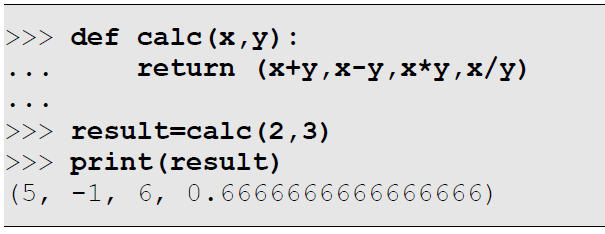 >>> def calc(x,y):
...     return (x+y,x-y,x*y,x/y)
...
>>> result=calc(2,3)
>>> print(result)
(5, -1, 6, 0.6666666666666666)